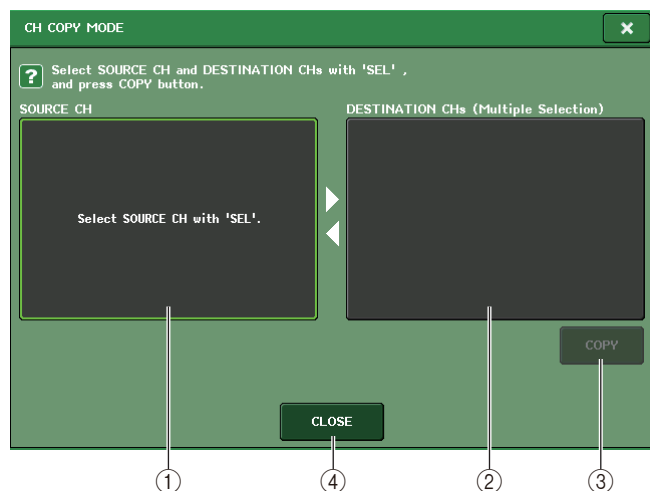 CH COPY MODE
×
? Select SOURCE CH and DESTINATION CHs with 'SEL' ,
and press COPY button.
SOURCE CH
DESTINATION CHs (Multiple Selection)
Select SOURCE CH with 'SEL'.
COPY
CLOSE
① ④ ② ③